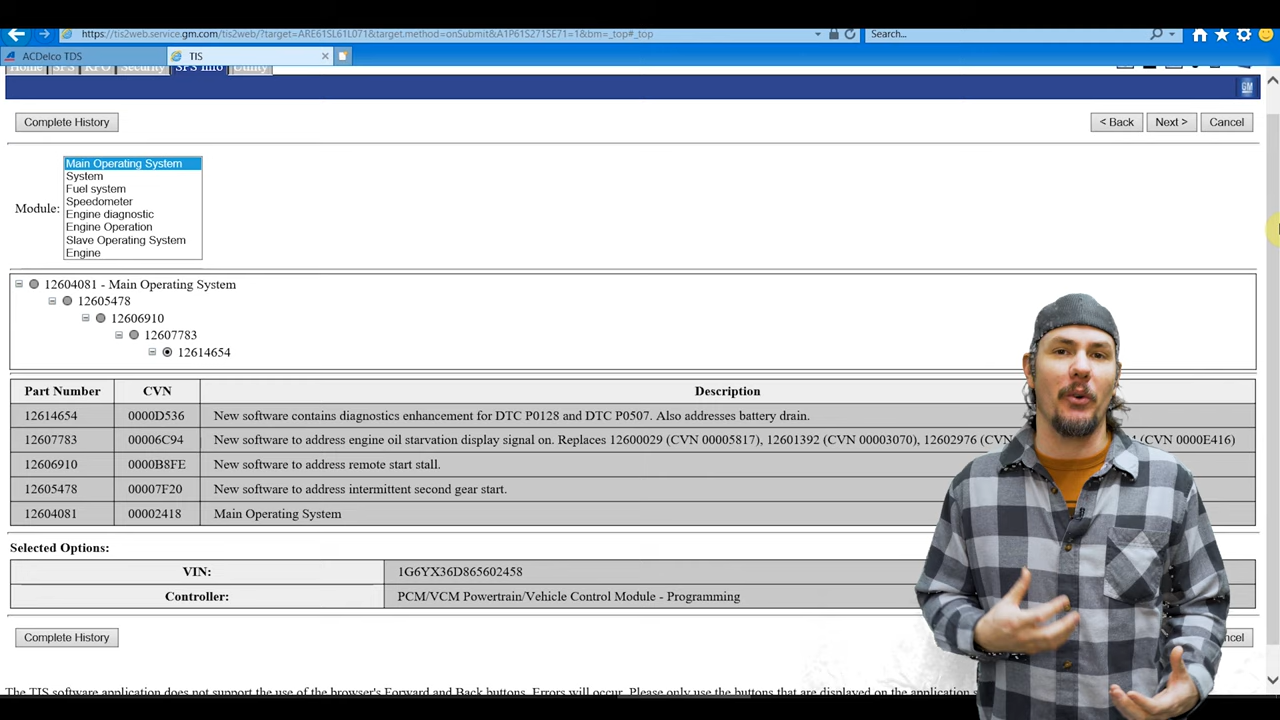 https://tis2web.service.gm.com/tis2web/?target=ARE61SL61L071&target.method=onSubmit&A1P61S271SE71=1&bm=_top#_top
Search...
ACDelco TDS
TIS
Home SPS RPO Security SPS Info Utility
GM
Complete History
< Back Next > Cancel
Module:
Main Operating System
System
Fuel system
Speedometer
Engine diagnostic
Engine Operation
Slave Operating System
Engine
12604081 - Main Operating System
12605478
12606910
12607783
12614654
Part Number CVN Description
12614654 0000D536 New software contains diagnostics enhancement for DTC P0128 and DTC P0507. Also addresses battery drain.
12607783 00006C94 New software to address engine oil starvation display signal on. Replaces 12600029 (CVN 00005817), 12601392 (CVN 00003070), 12602976 (CVN (CVN 0000E416)
12606910 0000B8FE New software to address remote start stall.
12605478 00007F20 New software to address intermittent second gear start.
12604081 00002418 Main Operating System
Selected Options:
VIN: 1G6YX36D865602458
Controller: PCM/VCM Powertrain/Vehicle Control Module - Programming
Complete History
The TIS software application does not support the use of the browser's Forward and Back buttons. Errors will occur. Please only use the buttons that are displayed on the application